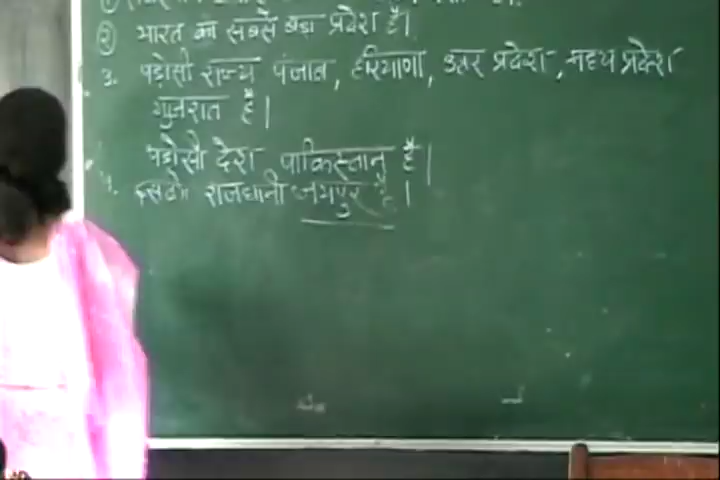 ② भारत का सबसे बड़ा प्रदेश है।
3. पड़ोसी राज्य पंजाब, हरियाणा, उत्तर प्रदेश, मध्य प्रदेश
गुजरात है।
पड़ोसी देश पाकिस्तान है।
4. इसकी राजधानी जयपुर है।